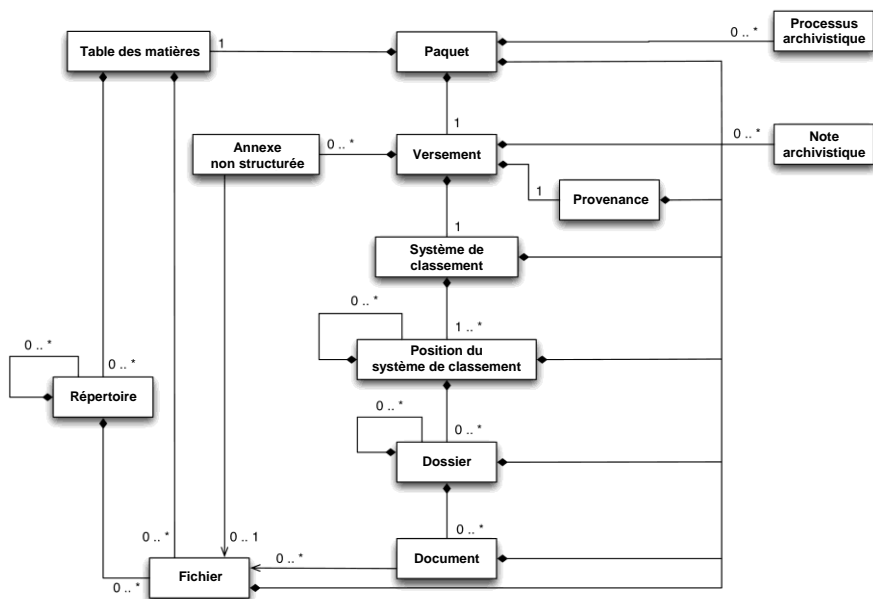 Table des matières
1
Paquet
0 .. *
Processus
archivistique
1
Annexe
non structurée
0 .. *
Versement
0 .. *
Note
archivistique
1
Provenance
1
Système de
classement
0 .. *
1 .. *
Position du
système de classement
0 .. *
0 .. *
Répertoire
0 .. *
0 .. *
Dossier
0 .. *
0 .. *
0 .. 1
0 .. *
Document
0 .. *
Fichier